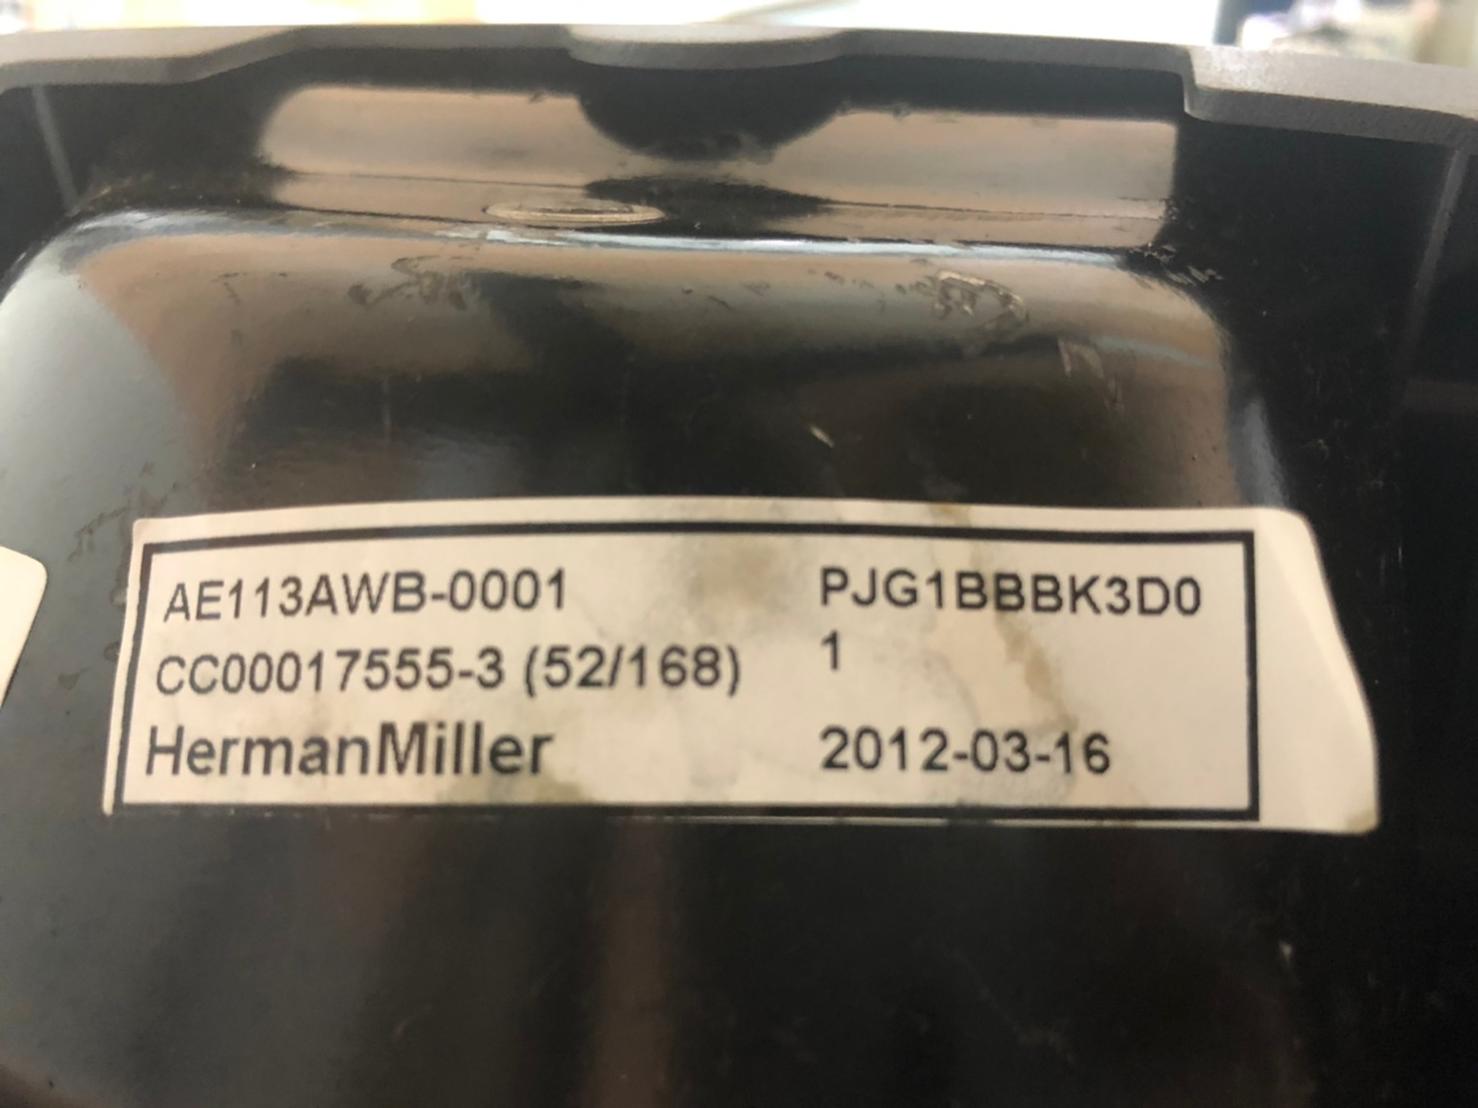 AE113AWB-0001 PJG1BBBK3D0
CC00017555-3 (52/168) 1
HermanMiller 2012-03-16